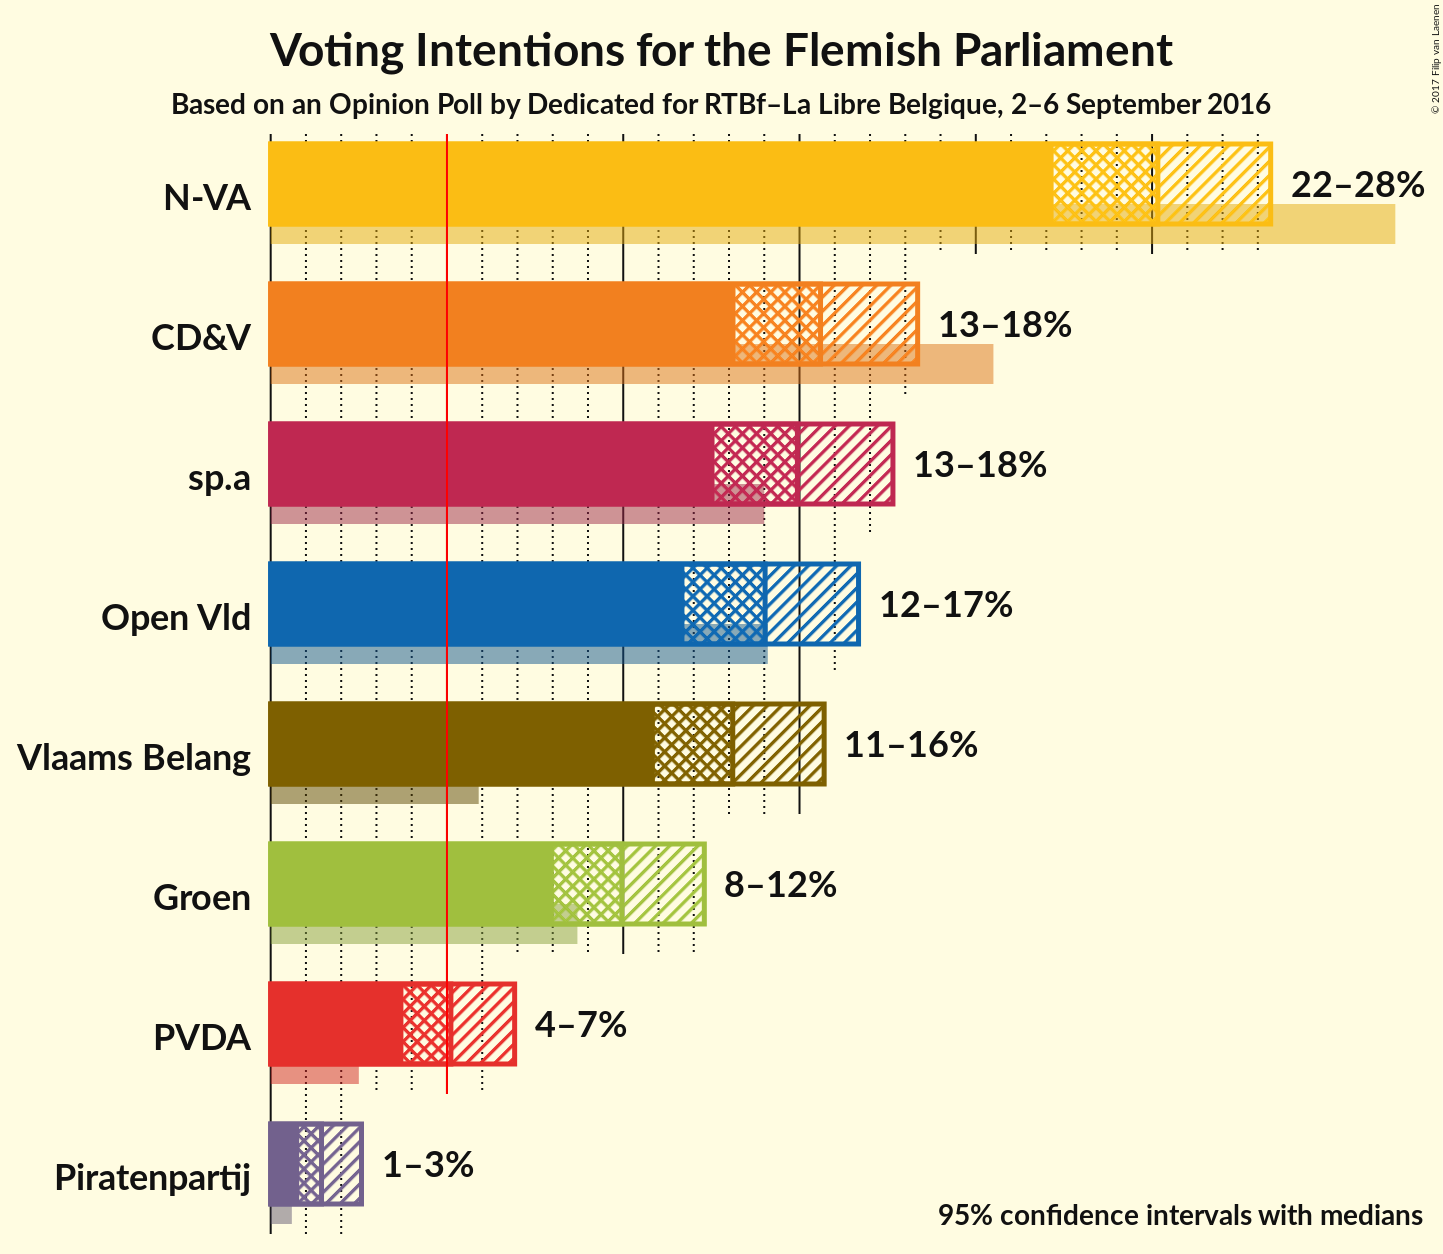 Voting Intentions for the Flemish Parliament
Based on an Opinion Poll by Dedicated for RTBf–La Libre Belgique, 2–6 September 2016
© 2017 Filip van Laenen
N-VA
22–28%
CD&V
13–18%
sp.a
13–18%
Open Vld
12–17%
Vlaams Belang
11–16%
Groen
8–12%
PVDA
4–7%
Piratenpartij
1–3%
95% confidence intervals with medians